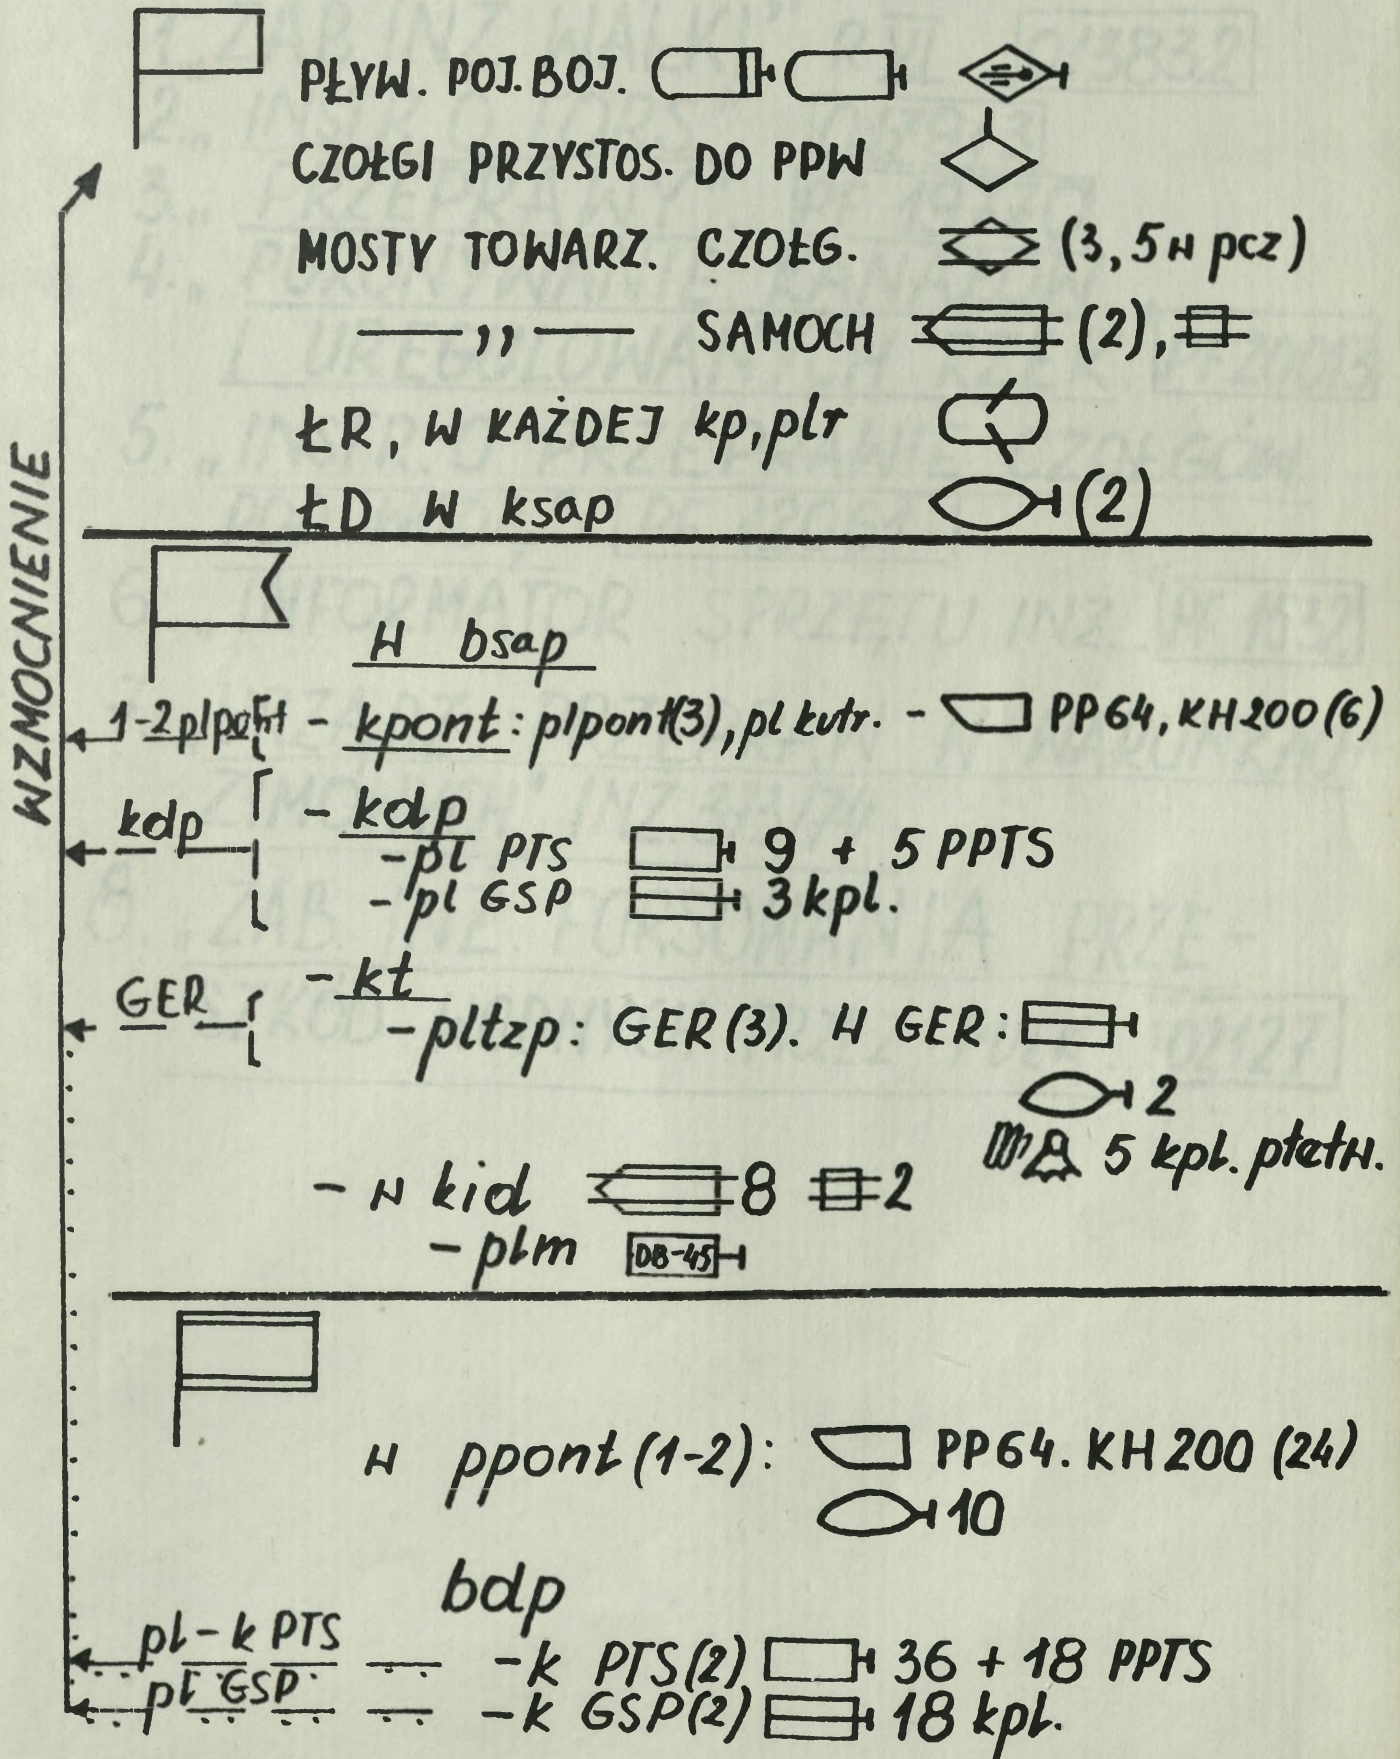 PŁYW. POJ. BOJ.
CZOŁGI PRZYSTOS. DO PPW
MOSTY TOWARZ. CZOŁG. (3, 5 w pcz)
—— ,, —— SAMOCH (2),
ŁR, W KAŻDEJ kp, plr
ŁD W ksap (2)
WZMOCNIENIE
W bsap
1-2 plpont - kpont: plpont(3), pl kutr. - PP64, KH200 (6)
kdp - kdp
- pl PTS 9 + 5 PPTS
- pl GSP 3 kpl.
GER - kt
- pltzp: GER (3). W GER:
2
5 kpl. płetw.
- w kid 8 2
- plm DB-45
W ppont (1-2): PP64. KH200 (24)
10
bdp
pl - k PTS - k PTS (2) 36 + 18 PPTS
pl GSP - k GSP (2) 18 kpl.